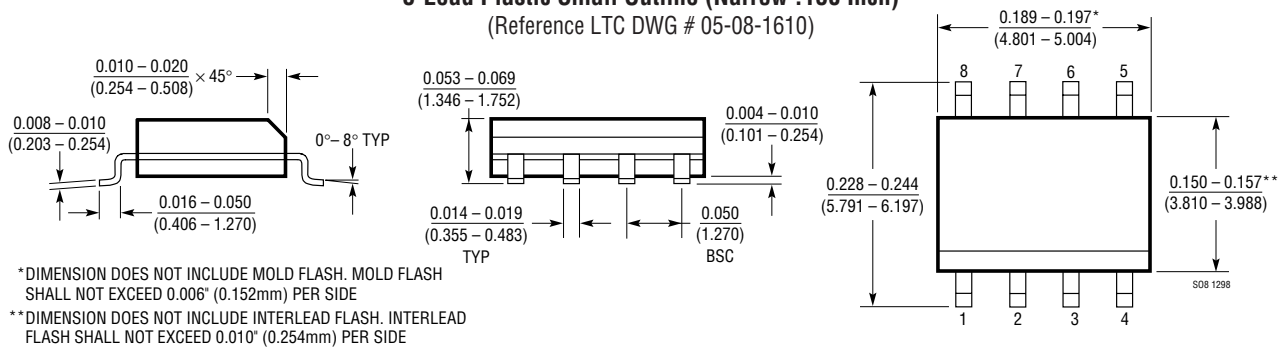 (Reference LTC DWG # 05-08-1610)
0.010 – 0.020
(0.254 – 0.508)
× 45°
0.008 – 0.010
(0.203 – 0.254)
0°– 8° TYP
0.016 – 0.050
(0.406 – 1.270)
0.053 – 0.069
(1.346 – 1.752)
0.004 – 0.010
(0.101 – 0.254)
0.014 – 0.019
(0.355 – 0.483)
TYP
0.050
(1.270)
BSC
0.189 – 0.197*
(4.801 – 5.004)
8 7 6 5
0.228 – 0.244
(5.791 – 6.197)
0.150 – 0.157**
(3.810 – 3.988)
1 2 3 4
SO8 1298
*DIMENSION DOES NOT INCLUDE MOLD FLASH. MOLD FLASH
SHALL NOT EXCEED 0.006" (0.152mm) PER SIDE
**DIMENSION DOES NOT INCLUDE INTERLEAD FLASH. INTERLEAD
FLASH SHALL NOT EXCEED 0.010" (0.254mm) PER SIDE